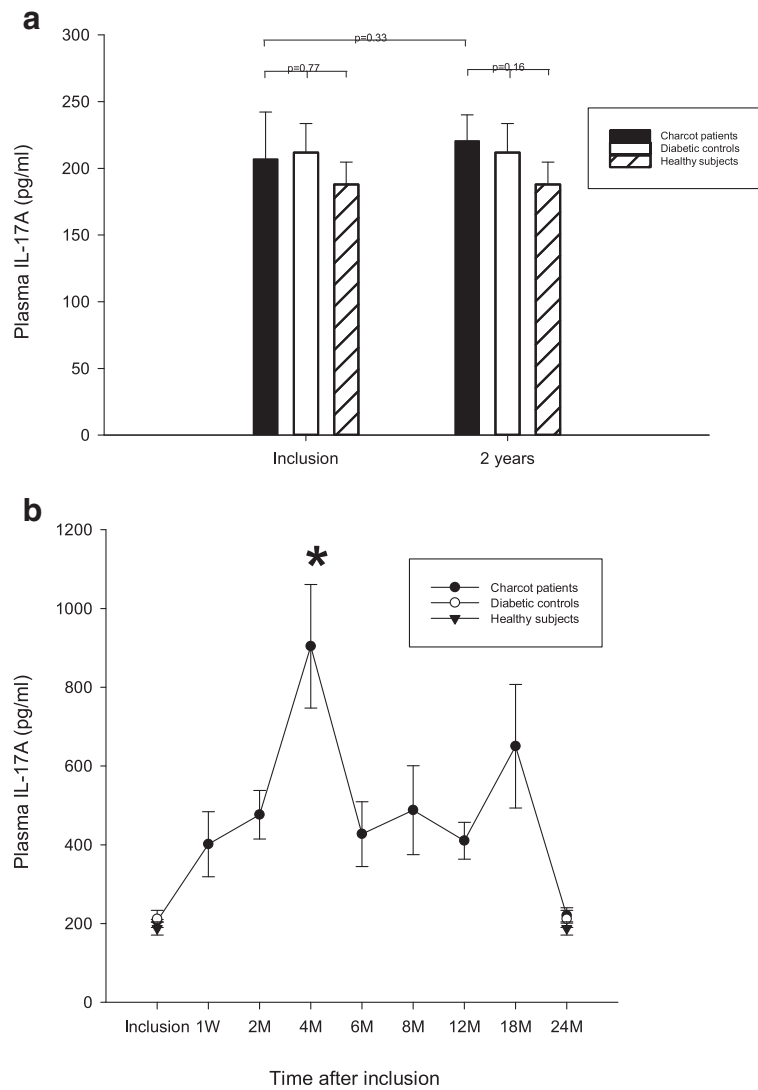 a
300
250
200
150
100
50
0
Plasma IL-17A (pg/ml)
p=0.33
p=0.77
p=0.16
Charcot patients
Diabetic controls
Healthy subjects
Inclusion
2 years
b
1200
1000
800
600
400
200
0
Plasma IL-17A (pg/ml)
*
Charcot patients
Diabetic controls
Healthy subjects
Inclusion 1W 2M 4M 6M 8M 12M 18M 24M
Time after inclusion